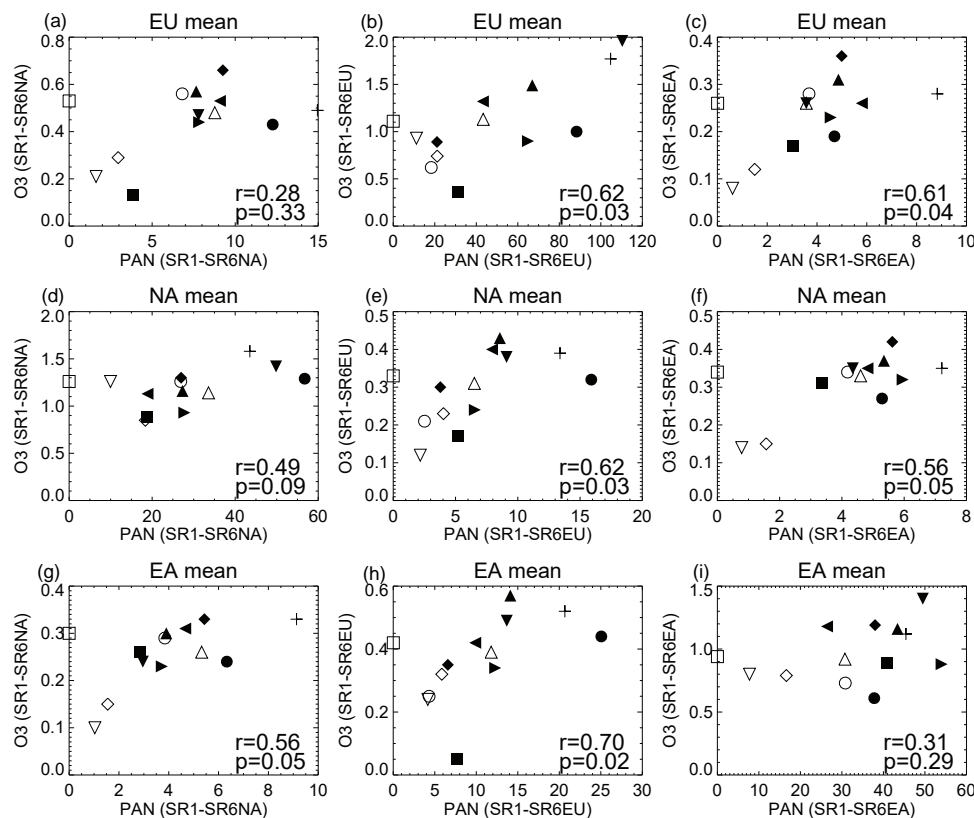 (a) EU mean
0.8
0.6
0.4
0.2
0.0
O3 (SR1-SR6NA)
r=0.28
p=0.33
0 5 10 15
PAN (SR1-SR6NA)
(b) EU mean
2.0
1.5
1.0
0.5
0.0
O3 (SR1-SR6EU)
r=0.62
p=0.03
0 20 40 60 80 100 120
PAN (SR1-SR6EU)
(c) EU mean
0.4
0.3
0.2
0.1
0.0
O3 (SR1-SR6EA)
r=0.61
p=0.04
0 2 4 6 8 10
PAN (SR1-SR6EA)
(d) NA mean
2.0
1.5
1.0
0.5
0.0
O3 (SR1-SR6NA)
r=0.49
p=0.09
0 20 40 60
PAN (SR1-SR6NA)
(e) NA mean
0.5
0.4
0.3
0.2
0.1
0.0
O3 (SR1-SR6EU)
r=0.62
p=0.03
0 5 10 15 20
PAN (SR1-SR6EU)
(f) NA mean
0.5
0.4
0.3
0.2
0.1
0.0
O3 (SR1-SR6EA)
r=0.56
p=0.05
0 2 4 6 8
PAN (SR1-SR6EA)
(g) EA mean
0.4
0.3
0.2
0.1
0.0
O3 (SR1-SR6NA)
r=0.56
p=0.05
0 2 4 6 8 10
PAN (SR1-SR6NA)
(h) EA mean
0.6
0.4
0.2
0.0
O3 (SR1-SR6EU)
r=0.70
p=0.02
0 5 10 15 20 25 30
PAN (SR1-SR6EU)
(i) EA mean
1.5
1.0
0.5
0.0
O3 (SR1-SR6EA)
r=0.31
p=0.29
0 10 20 30 40 50 60
PAN (SR1-SR6EA)